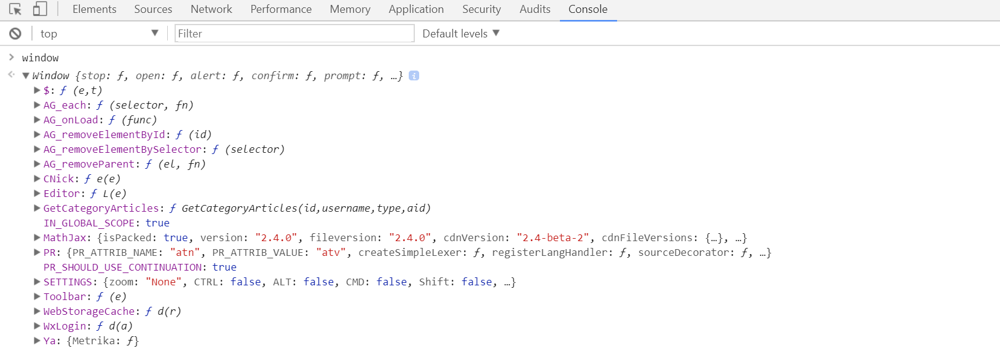 Elements Sources Network Performance Memory Application Security Audits Console
top Filter Default levels
window
Window {stop: ƒ, open: ƒ, alert: ƒ, confirm: ƒ, prompt: ƒ, …} i
$: ƒ (e,t)
AG_each: ƒ (selector, fn)
AG_onLoad: ƒ (func)
AG_removeElementById: ƒ (id)
AG_removeElementBySelector: ƒ (selector)
AG_removeParent: ƒ (el, fn)
CNick: ƒ e(e)
Editor: ƒ L(e)
GetCategoryArticles: ƒ GetCategoryArticles(id,username,type,aid)
IN_GLOBAL_SCOPE: true
MathJax: {isPacked: true, version: "2.4.0", fileversion: "2.4.0", cdnVersion: "2.4-beta-2", cdnFileVersions: {…}, …}
PR: {PR_ATTRIB_NAME: "atn", PR_ATTRIB_VALUE: "atv", createSimpleLexer: ƒ, registerLangHandler: ƒ, sourceDecorator: ƒ, …}
PR_SHOULD_USE_CONTINUATION: true
SETTINGS: {zoom: "None", CTRL: false, ALT: false, CMD: false, Shift: false, …}
Toolbar: ƒ (e)
WebStorageCache: ƒ d(r)
WxLogin: ƒ d(a)
Ya: {Metrika: ƒ}